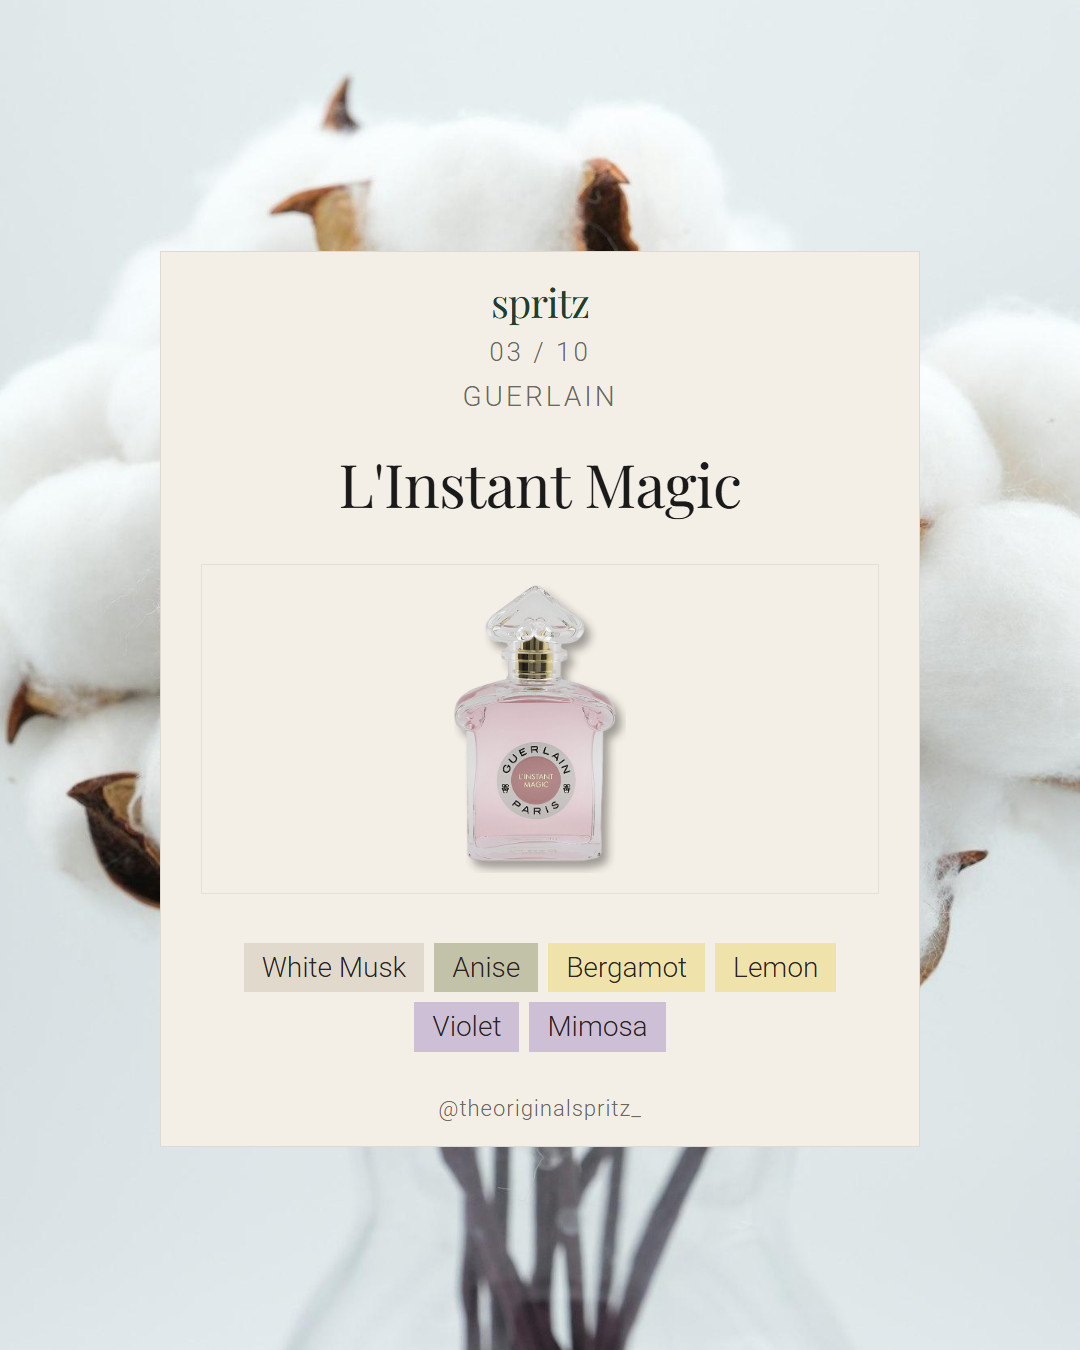 spritz
03 / 10
GUERLAIN
L'Instant Magic
GUERLAIN
L'INSTANT
MAGIC
PARIS
White Musk Anise Bergamot Lemon
Violet Mimosa
@theoriginalspritz_